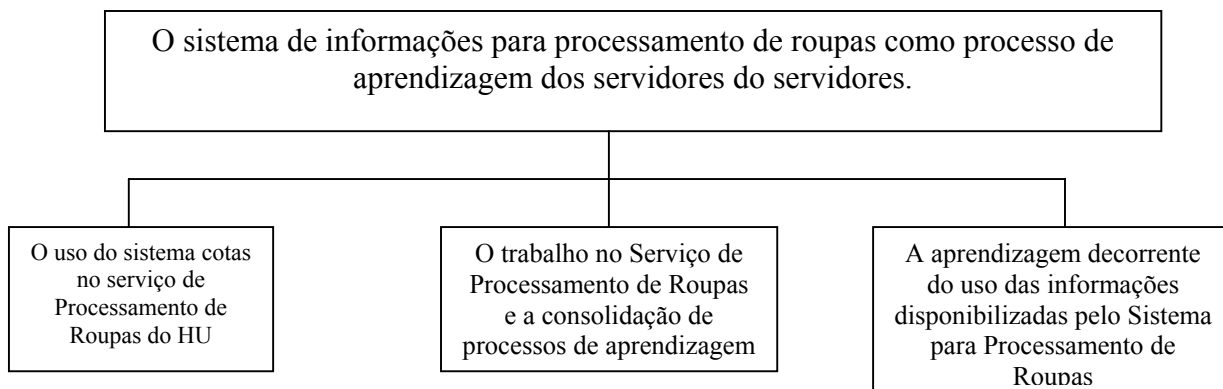 O sistema de informações para processamento de roupas como processo de
aprendizagem dos servidores do servidores.
O uso do sistema cotas
no serviço de
Processamento de
Roupas do HU
O trabalho no Serviço de
Processamento de Roupas
e a consolidação de
processos de aprendizagem
A aprendizagem decorrente
do uso das informações
disponibilizadas pelo Sistema
para Processamento de
Roupas